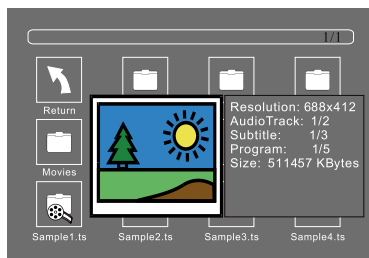 1/1
Return
Resolution: 688x412
AudioTrack: 1/2
Subtitle: 1/3
Program: 1/5
Size: 511457 KBytes
Movies
Sample1.ts Sample2.ts Sample3.ts Sample4.ts